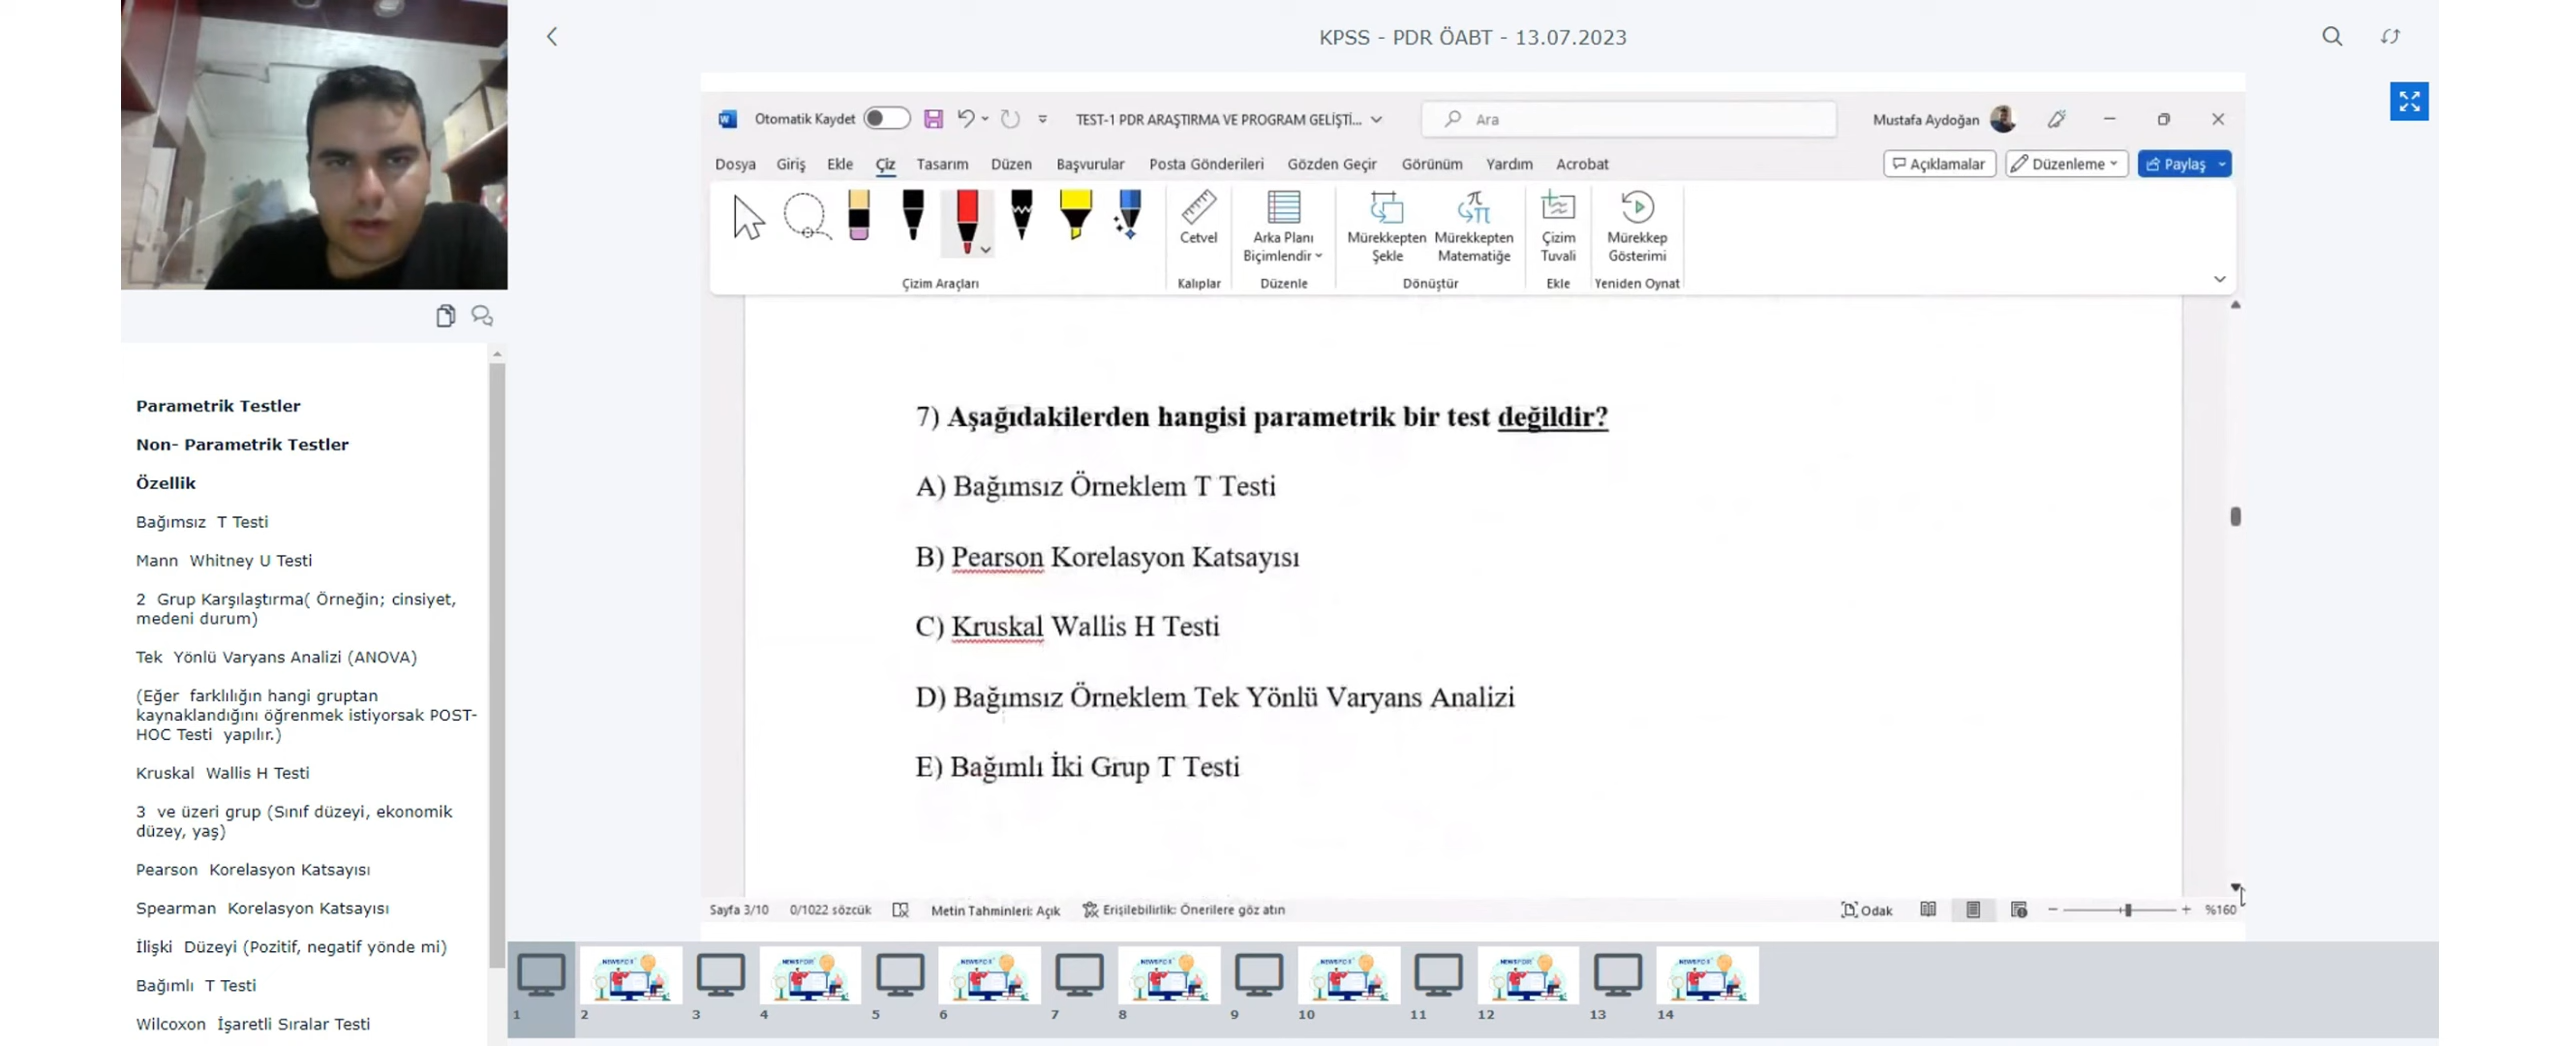 KPSS - PDR ÖABT - 13.07.2023
Otomatik Kaydet
TEST-1 PDR ARAŞTIRMA VE PROGRAM GELİŞTİ...
Ara
Mustafa Aydoğan
Dosya Giriş Ekle Çiz Tasarım Düzen Başvurular Posta Gönderileri Gözden Geçir Görünüm Yardım Acrobat
Açıklamalar Düzenleme Paylaş
Cetvel
Arka Planı
Biçimlendir
Mürekkepten
Şekle
Mürekkepten
Matematiğe
Çizim
Tuvali
Mürekkep
Gösterimi
Çizim Araçları Kalıplar Düzenle Dönüştür Ekle Yeniden Oynat
7) Aşağıdakilerden hangisi parametrik bir test değildir?
A) Bağımsız Örneklem T Testi
B) Pearson Korelasyon Katsayısı
C) Kruskal Wallis H Testi
D) Bağımsız Örneklem Tek Yönlü Varyans Analizi
E) Bağımlı İki Grup T Testi
Sayfa 3/10 0/1022 sözcük Metin Tahminleri: Açık Erişilebilirlik: Önerilere göz atın Odak %160
Parametrik Testler
Non- Parametrik Testler
Özellik
Bağımsız T Testi
Mann Whitney U Testi
2 Grup Karşılaştırma( Örneğin; cinsiyet,
medeni durum)
Tek Yönlü Varyans Analizi (ANOVA)
(Eğer farklılığın hangi gruptan
kaynaklandığını öğrenmek istiyorsak POST-
HOC Testi yapılır.)
Kruskal Wallis H Testi
3 ve üzeri grup (Sınıf düzeyi, ekonomik
düzey, yaş)
Pearson Korelasyon Katsayısı
Spearman Korelasyon Katsayısı
İlişki Düzeyi (Pozitif, negatif yönde mi)
Bağımlı T Testi
Wilcoxon İşaretli Sıralar Testi
1 2 3 4 5 6 7 8 9 10 11 12 13 14